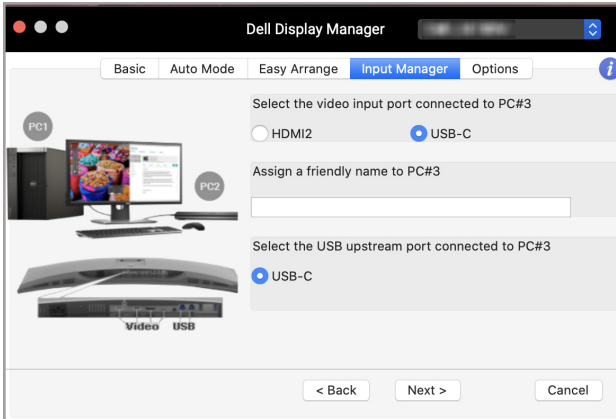 Dell Display Manager
Basic Auto Mode Easy Arrange Input Manager Options
i
Select the video input port connected to PC#3
HDMI2 USB-C
Assign a friendly name to PC#3
Select the USB upstream port connected to PC#3
USB-C
PC1
PC2
Video USB
< Back Next > Cancel